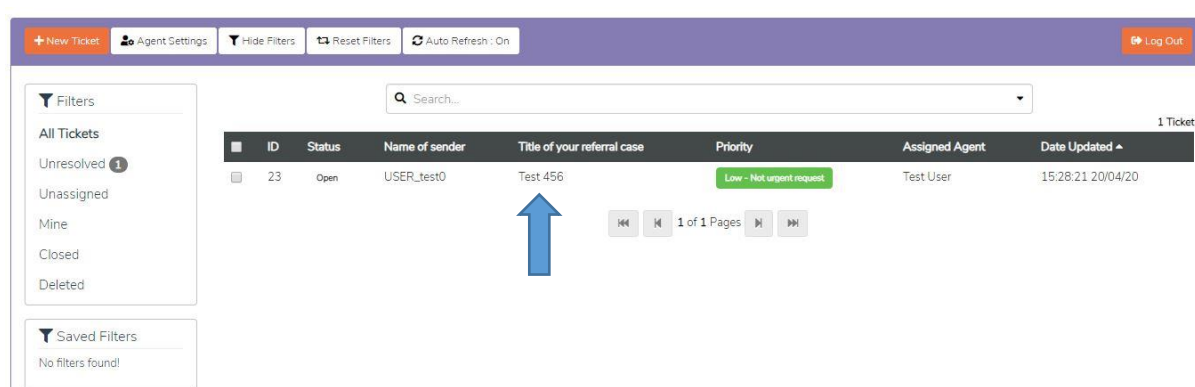 New Ticket Agent Settings Hide Filters Reset Filters Auto Refresh : On Log Out
Filters
Search...
1 Ticket
All Tickets
Unresolved 1
Unassigned
Mine
Closed
Deleted
ID Status Name of sender Title of your referral case Priority Assigned Agent Date Updated
23 Open USER_test0 Test 456 Low - Not urgent request Test User 15:28:21 20/04/20
1 of 1 Pages
Saved Filters
No filters found!